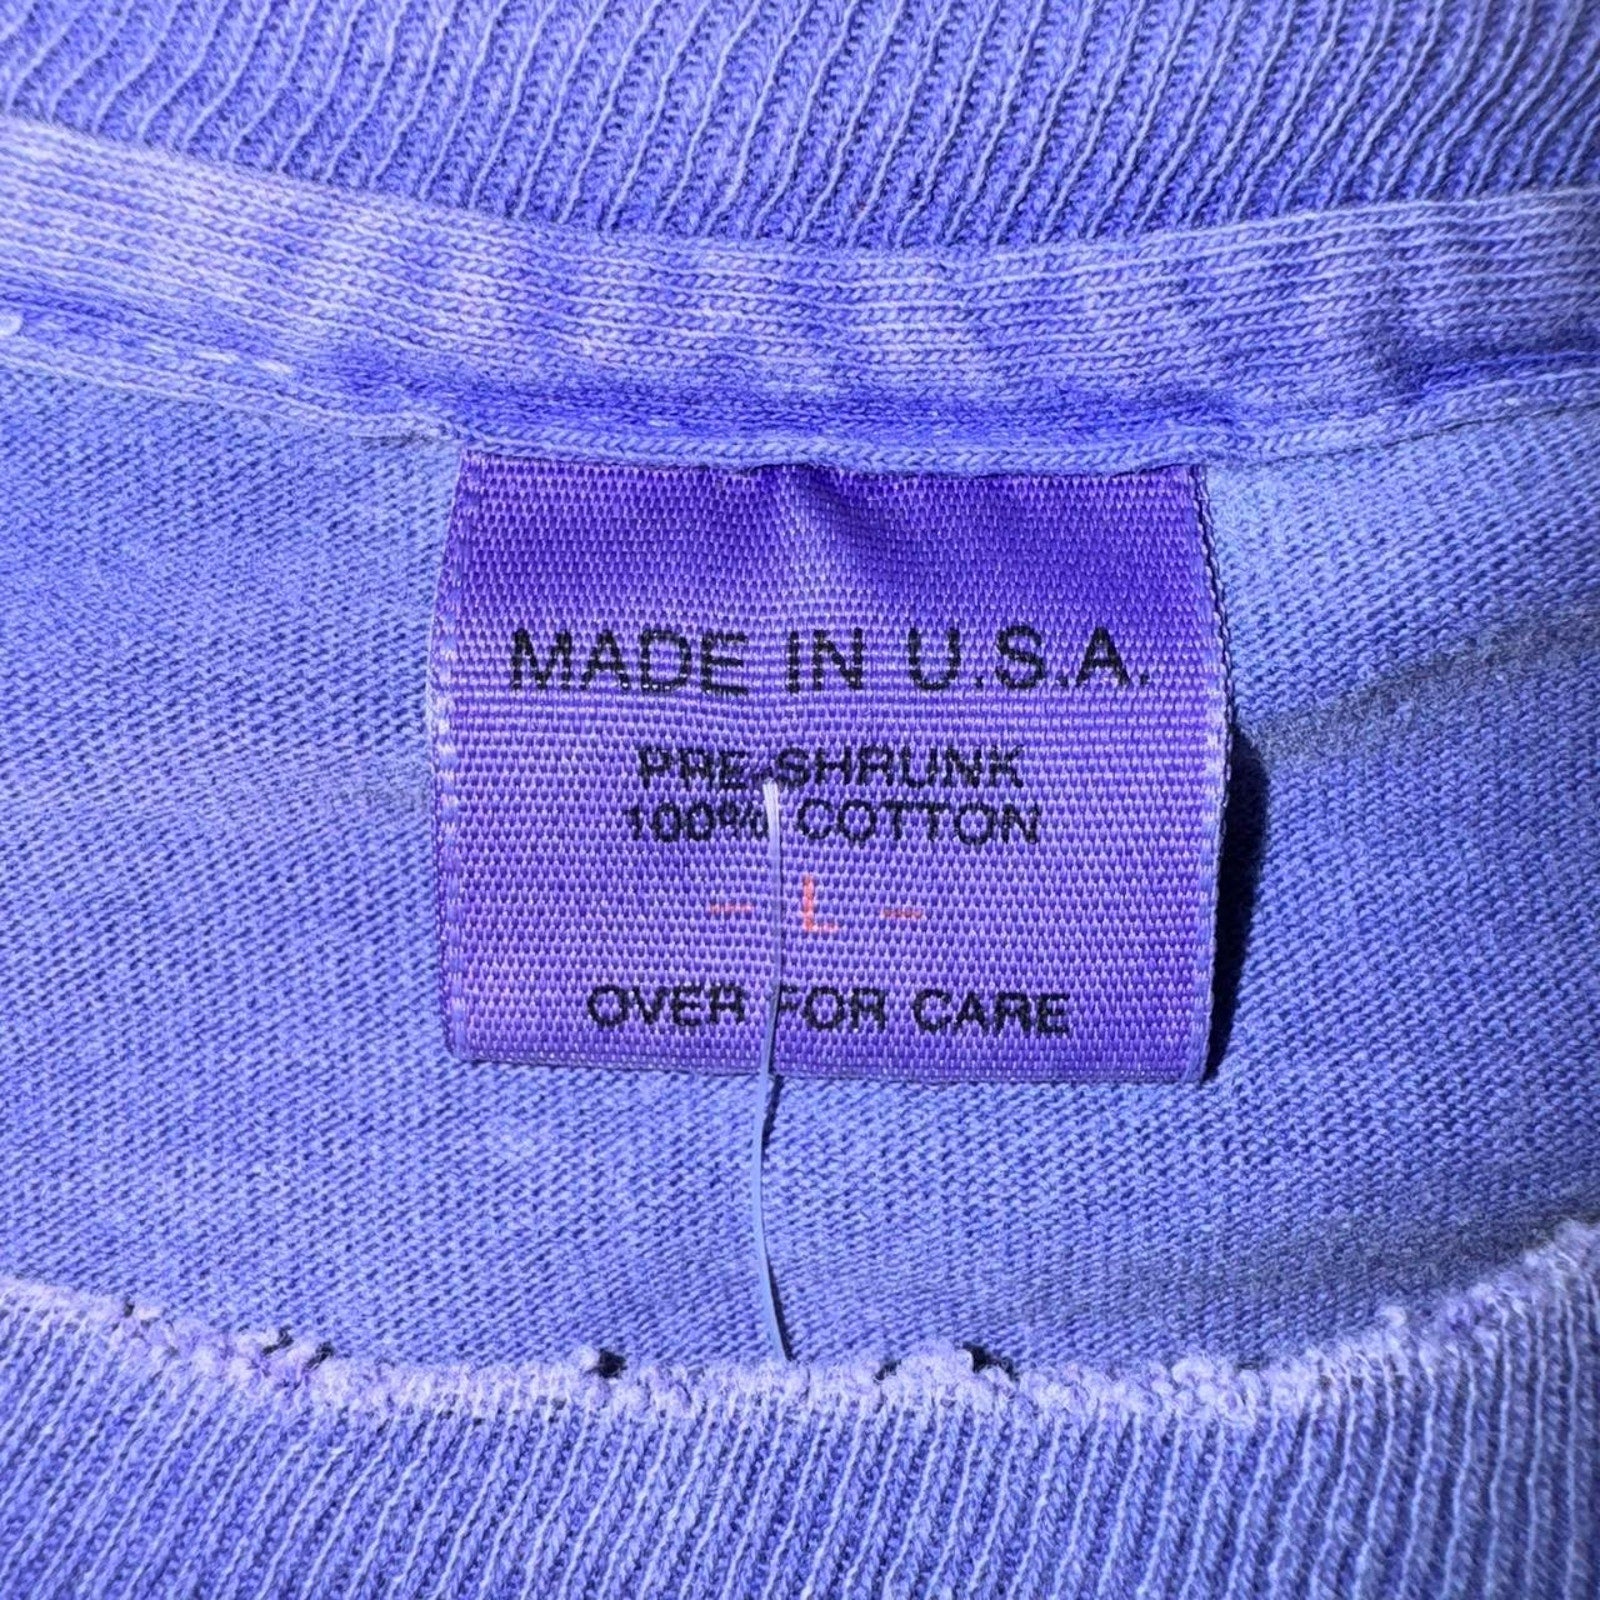 MADE IN U.S.A.
PRE-SHRUNK
100% COTTON
- L -
OVER FOR CARE